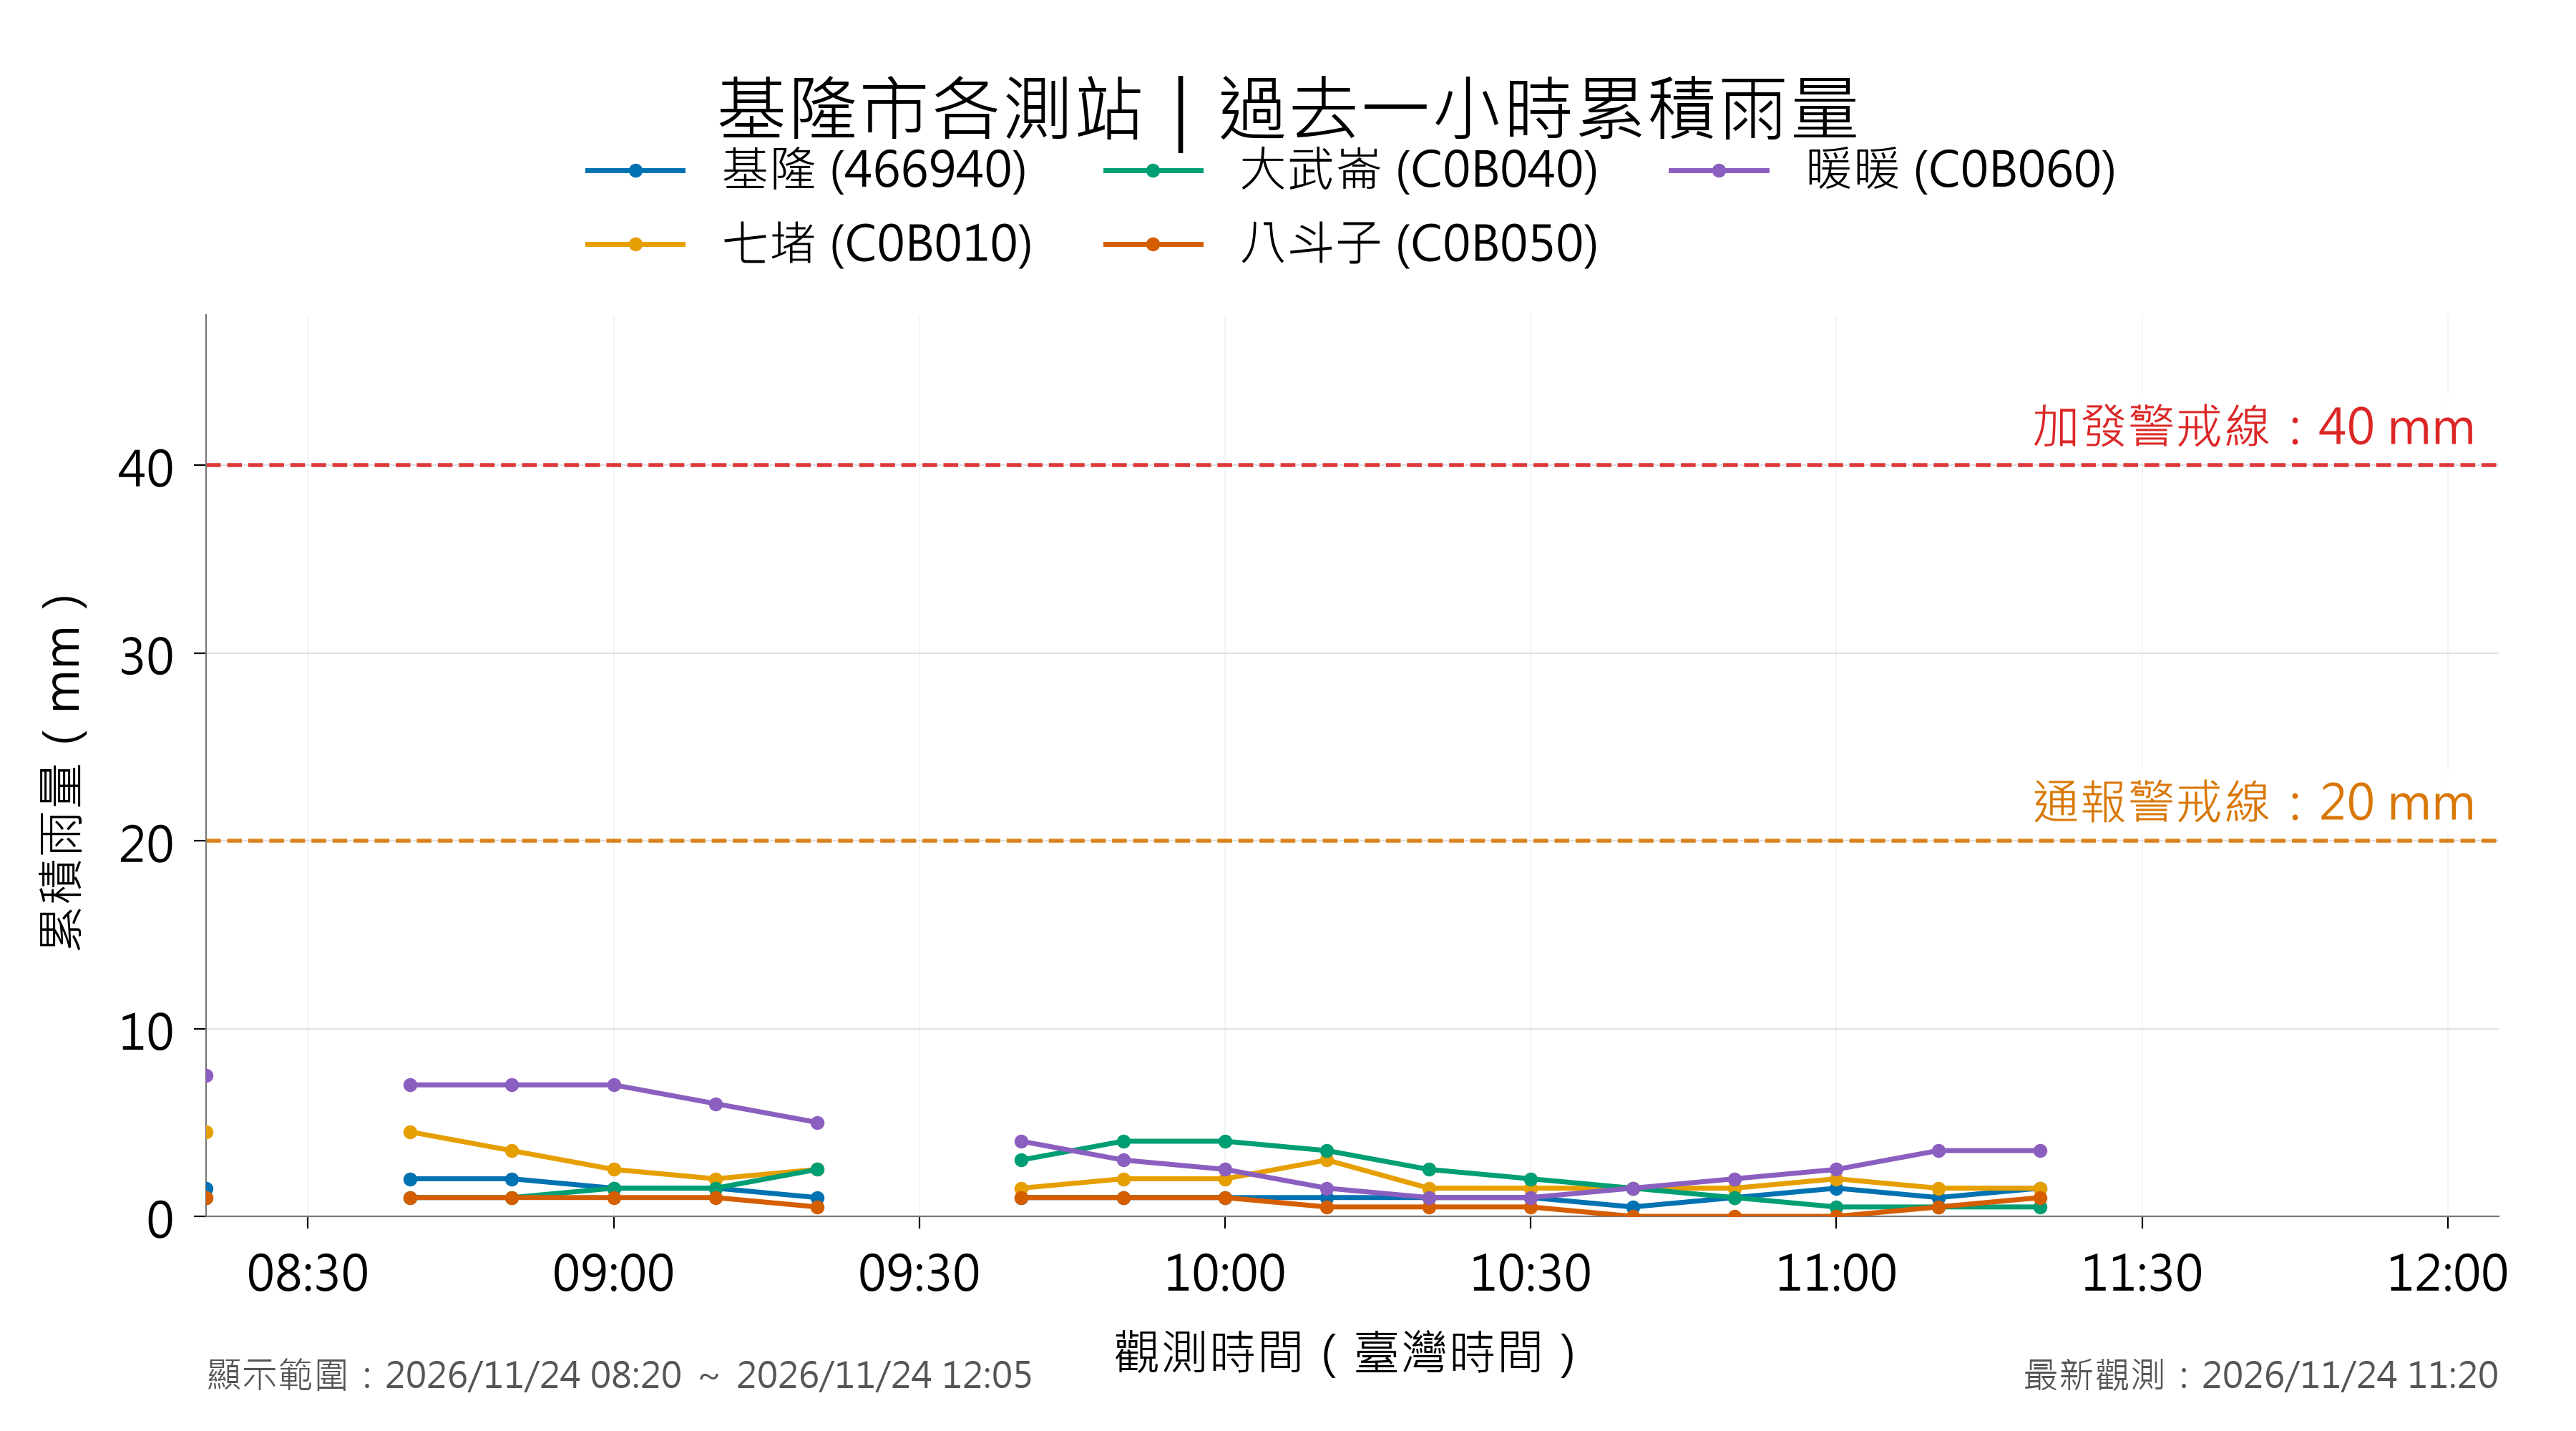 基隆市各測站｜過去一小時累積雨量
基隆 (466940)
大武崙 (C0B040)
暖暖 (C0B060)
七堵 (C0B010)
八斗子 (C0B050)
加發警戒線：40 mm
通報警戒線：20 mm
累積雨量（mm）
40
30
20
10
0
08:30
09:00
09:30
10:00
10:30
11:00
11:30
12:00
觀測時間（臺灣時間）
顯示範圍：2026/11/24 08:20 ~ 2026/11/24 12:05
最新觀測：2026/11/24 11:20